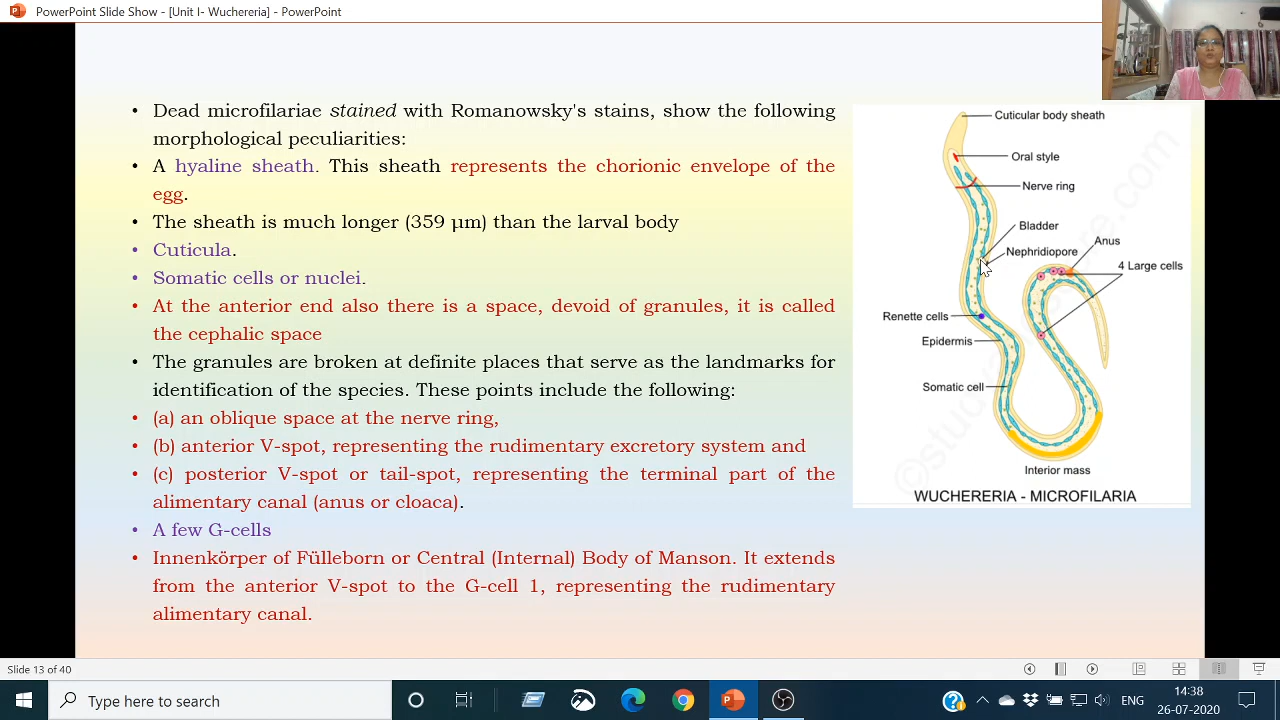 PowerPoint Slide Show - [Unit I- Wuchereria] - PowerPoint
• Dead microfilariae stained with Romanowsky's stains, show the following
morphological peculiarities:
• A hyaline sheath. This sheath represents the chorionic envelope of the
egg.
• The sheath is much longer (359 µm) than the larval body
• Cuticula.
• Somatic cells or nuclei.
• At the anterior end also there is a space, devoid of granules, it is called
the cephalic space
• The granules are broken at definite places that serve as the landmarks for
identification of the species. These points include the following:
• (a) an oblique space at the nerve ring,
• (b) anterior V-spot, representing the rudimentary excretory system and
• (c) posterior V-spot or tail-spot, representing the terminal part of the
alimentary canal (anus or cloaca).
• A few G-cells
• Innenkörper of Fülleborn or Central (Internal) Body of Manson. It extends
from the anterior V-spot to the G-cell 1, representing the rudimentary
alimentary canal.
Cuticular body sheath
Oral style
Nerve ring
Bladder
Nephridiopore
Anus
4 Large cells
Renette cells
Epidermis
Somatic cell
Interior mass
WUCHERERIA - MICROFILARIA
Slide 13 of 40
Type here to search
ENG
14:38
26-07-2020